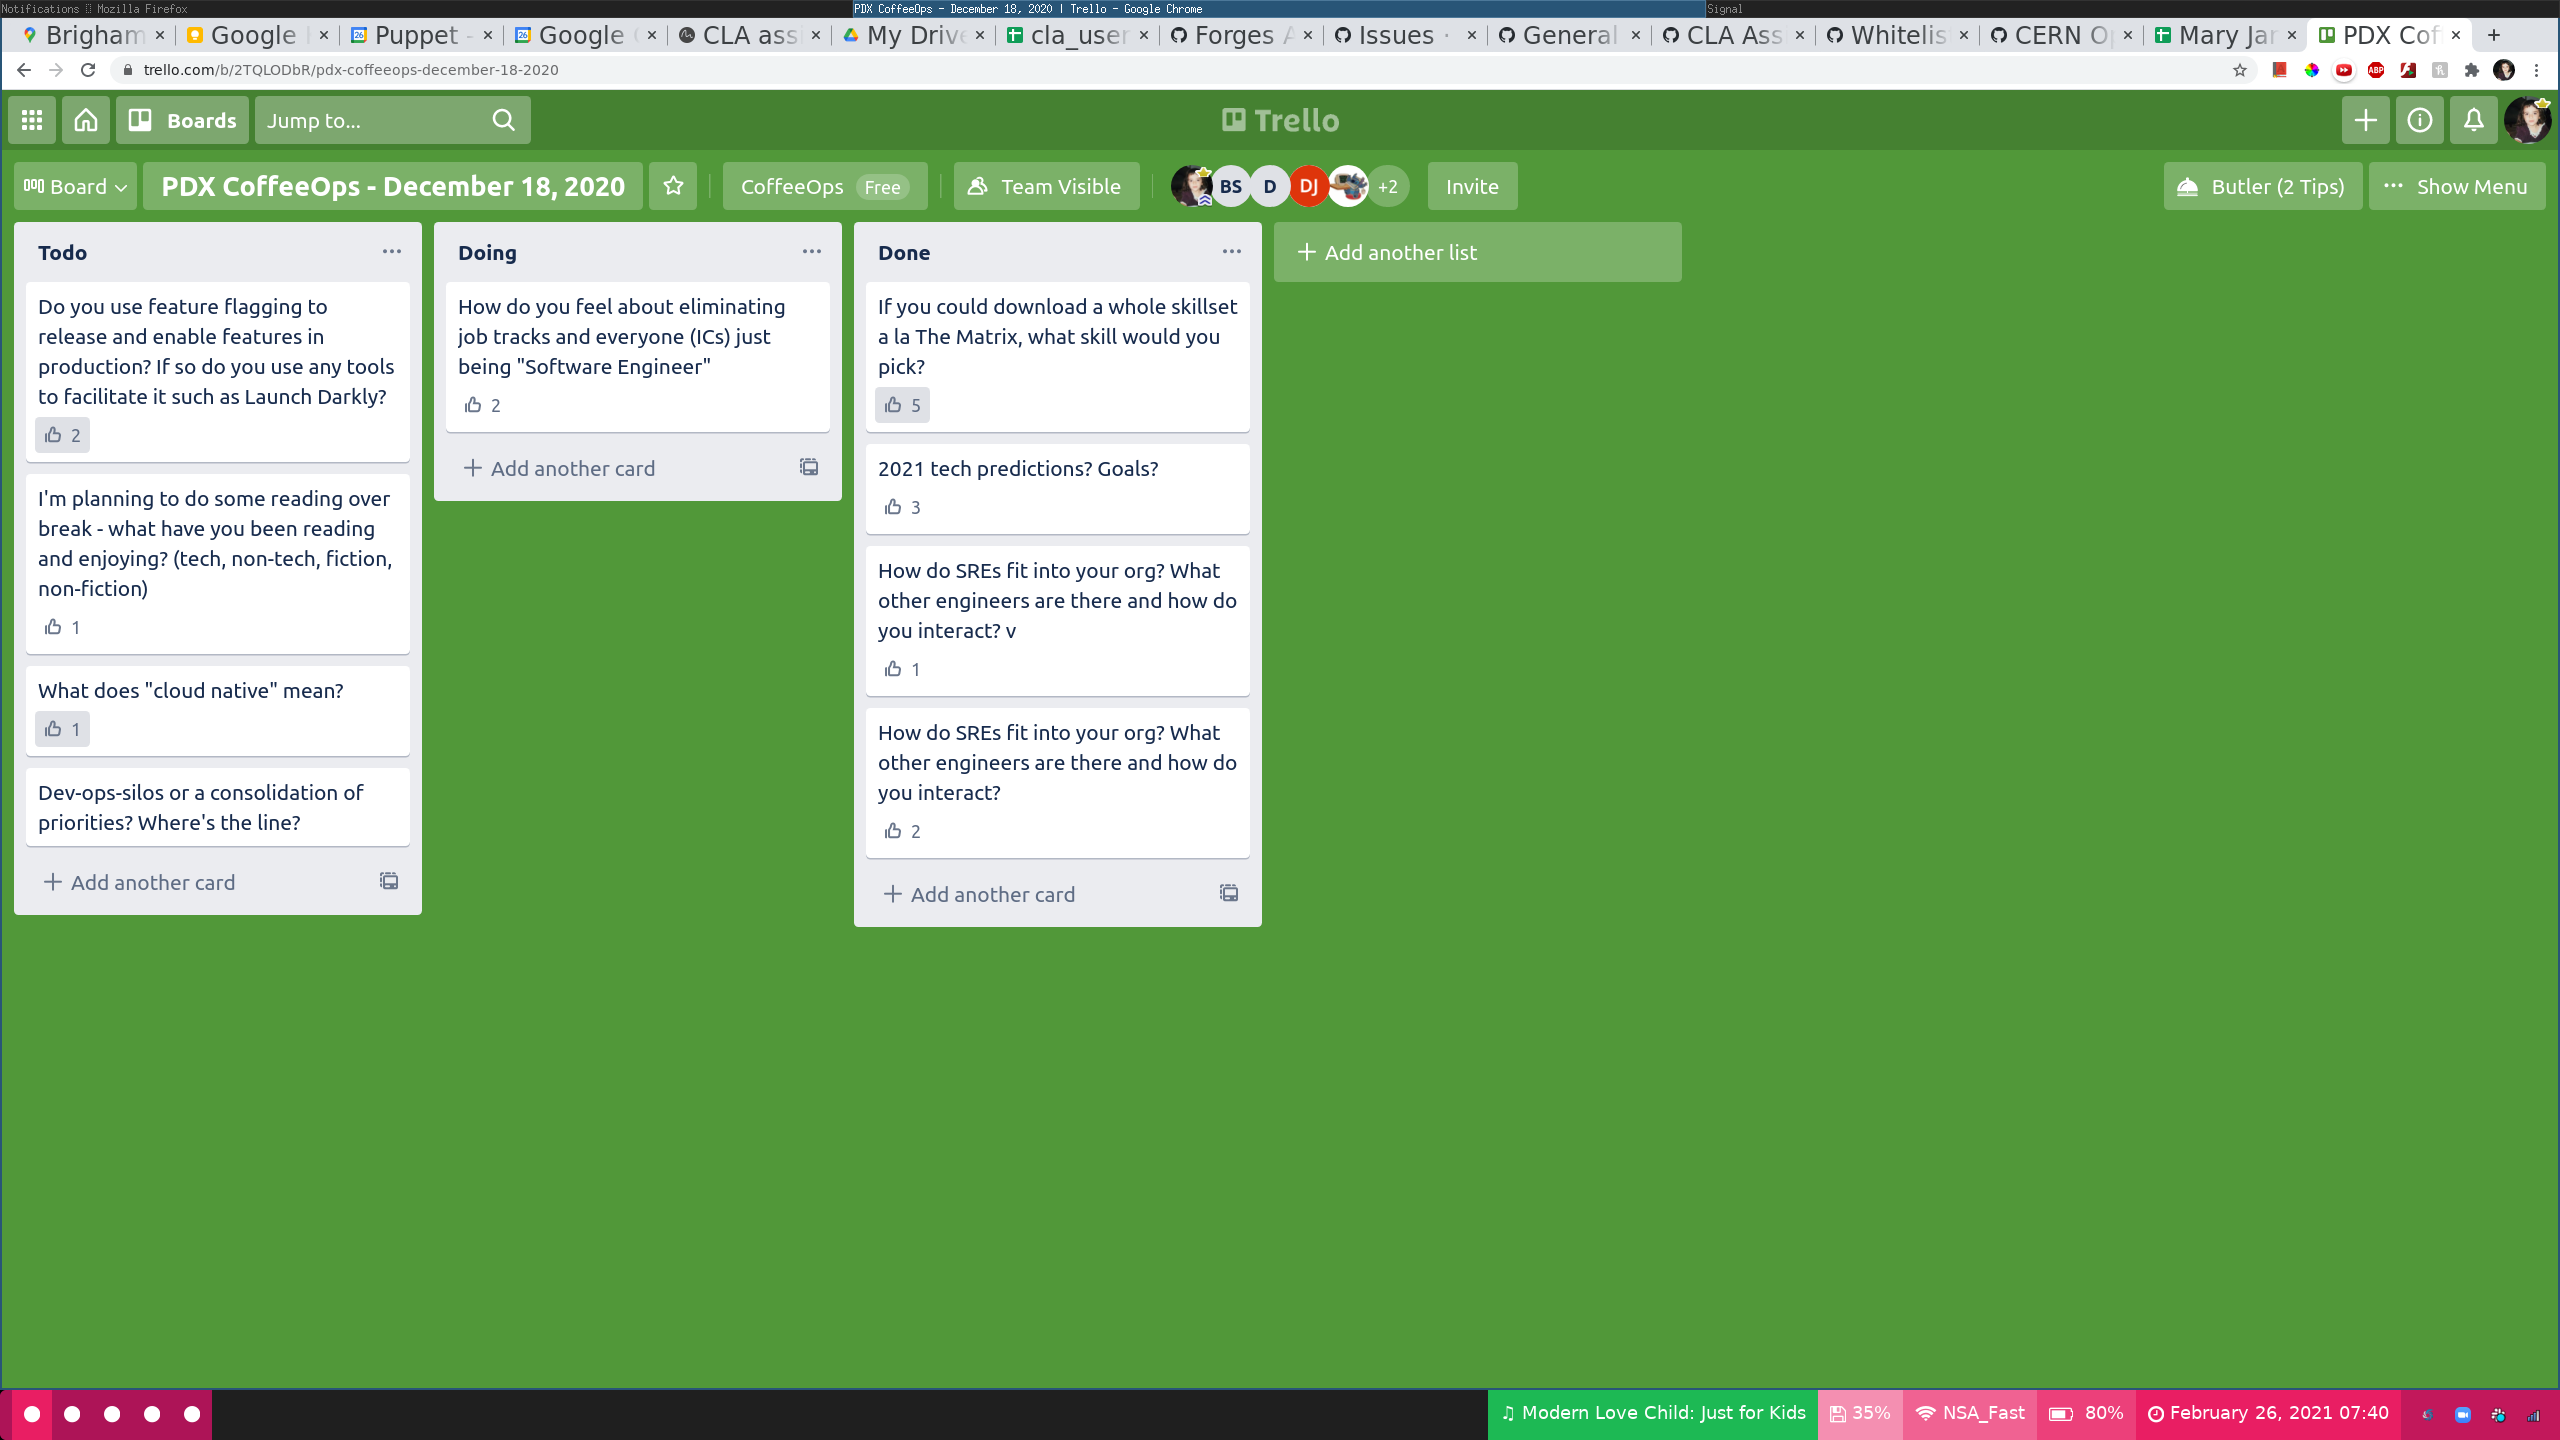 Notifications Mozilla Firefox
PDX CoffeeOps - December 18, 2020 | Trello - Google Chrome
Signal
Brigham
Google
Puppet -
Google
CLA ass
My Drive
cla_user
Forges
Issues ·
General
CLA Ass
Whitelis
CERN O
Mary Jar
PDX Cof
trello.com/b/2TQLODbR/pdx-coffeeops-december-18-2020
ABP
Boards
Jump to...
Trello
Board
PDX CoffeeOps - December 18, 2020
CoffeeOps Free
Team Visible
BS
D
DJ
+2
Invite
Butler (2 Tips)
Show Menu
Todo
Do you use feature flagging to
release and enable features in
production? If so do you use any tools
to facilitate it such as Launch Darkly?
2
I'm planning to do some reading over
break - what have you been reading
and enjoying? (tech, non-tech, fiction,
non-fiction)
1
What does "cloud native" mean?
1
Dev-ops-silos or a consolidation of
priorities? Where's the line?
Add another card
Doing
How do you feel about eliminating
job tracks and everyone (ICs) just
being "Software Engineer"
2
Add another card
Done
If you could download a whole skillset
a la The Matrix, what skill would you
pick?
5
2021 tech predictions? Goals?
3
How do SREs fit into your org? What
other engineers are there and how do
you interact? v
1
How do SREs fit into your org? What
other engineers are there and how do
you interact?
2
Add another card
Add another list
Modern Love Child: Just for Kids
35%
NSA_Fast
80%
February 26, 2021 07:40